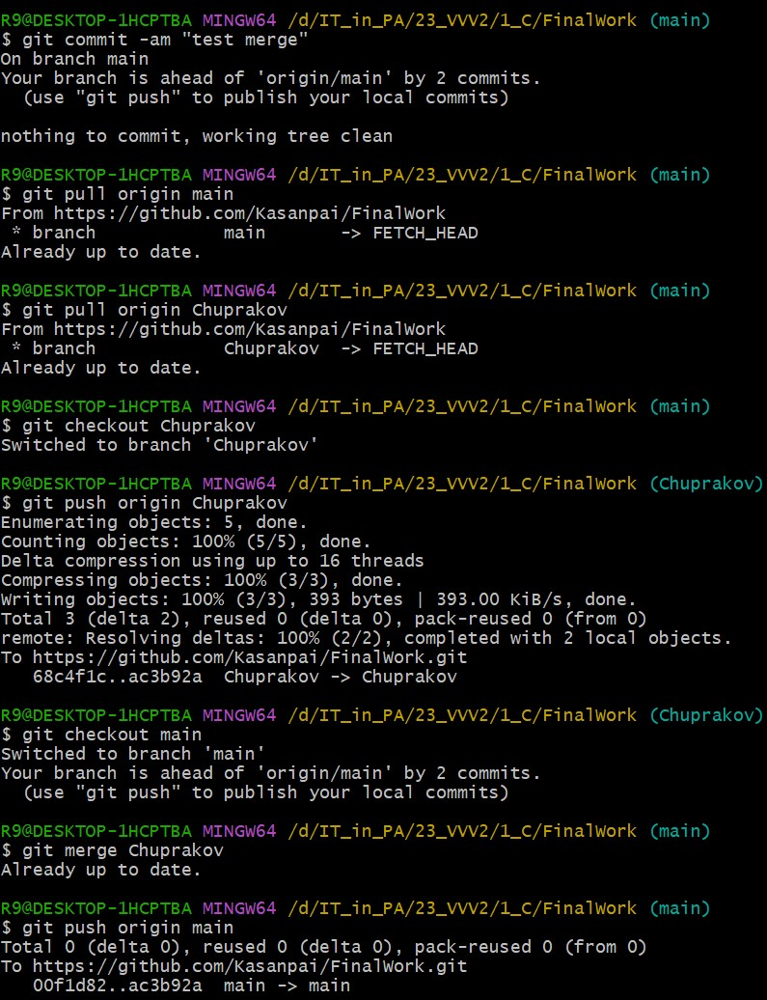 R9@DESKTOP-1HCPTBA MINGW64 /d/IT_in_PA/23_VVV2/1_C/FinalWork (main)
$ git commit -am "test merge"
On branch main
Your branch is ahead of 'origin/main' by 2 commits.
  (use "git push" to publish your local commits)

nothing to commit, working tree clean

R9@DESKTOP-1HCPTBA MINGW64 /d/IT_in_PA/23_VVV2/1_C/FinalWork (main)
$ git pull origin main
From https://github.com/Kasanpai/FinalWork
 * branch            main       -> FETCH_HEAD
Already up to date.

R9@DESKTOP-1HCPTBA MINGW64 /d/IT_in_PA/23_VVV2/1_C/FinalWork (main)
$ git pull origin Chuprakov
From https://github.com/Kasanpai/FinalWork
 * branch            Chuprakov  -> FETCH_HEAD
Already up to date.

R9@DESKTOP-1HCPTBA MINGW64 /d/IT_in_PA/23_VVV2/1_C/FinalWork (main)
$ git checkout Chuprakov
Switched to branch 'Chuprakov'

R9@DESKTOP-1HCPTBA MINGW64 /d/IT_in_PA/23_VVV2/1_C/FinalWork (Chuprakov)
$ git push origin Chuprakov
Enumerating objects: 5, done.
Counting objects: 100% (5/5), done.
Delta compression using up to 16 threads
Compressing objects: 100% (3/3), done.
Writing objects: 100% (3/3), 393 bytes | 393.00 KiB/s, done.
Total 3 (delta 2), reused 0 (delta 0), pack-reused 0 (from 0)
remote: Resolving deltas: 100% (2/2), completed with 2 local objects.
To https://github.com/Kasanpai/FinalWork.git
   68c4f1c..ac3b92a  Chuprakov -> Chuprakov

R9@DESKTOP-1HCPTBA MINGW64 /d/IT_in_PA/23_VVV2/1_C/FinalWork (Chuprakov)
$ git checkout main
Switched to branch 'main'
Your branch is ahead of 'origin/main' by 2 commits.
  (use "git push" to publish your local commits)

R9@DESKTOP-1HCPTBA MINGW64 /d/IT_in_PA/23_VVV2/1_C/FinalWork (main)
$ git merge Chuprakov
Already up to date.

R9@DESKTOP-1HCPTBA MINGW64 /d/IT_in_PA/23_VVV2/1_C/FinalWork (main)
$ git push origin main
Total 0 (delta 0), reused 0 (delta 0), pack-reused 0 (from 0)
To https://github.com/Kasanpai/FinalWork.git
   00f1d82..ac3b92a  main -> main